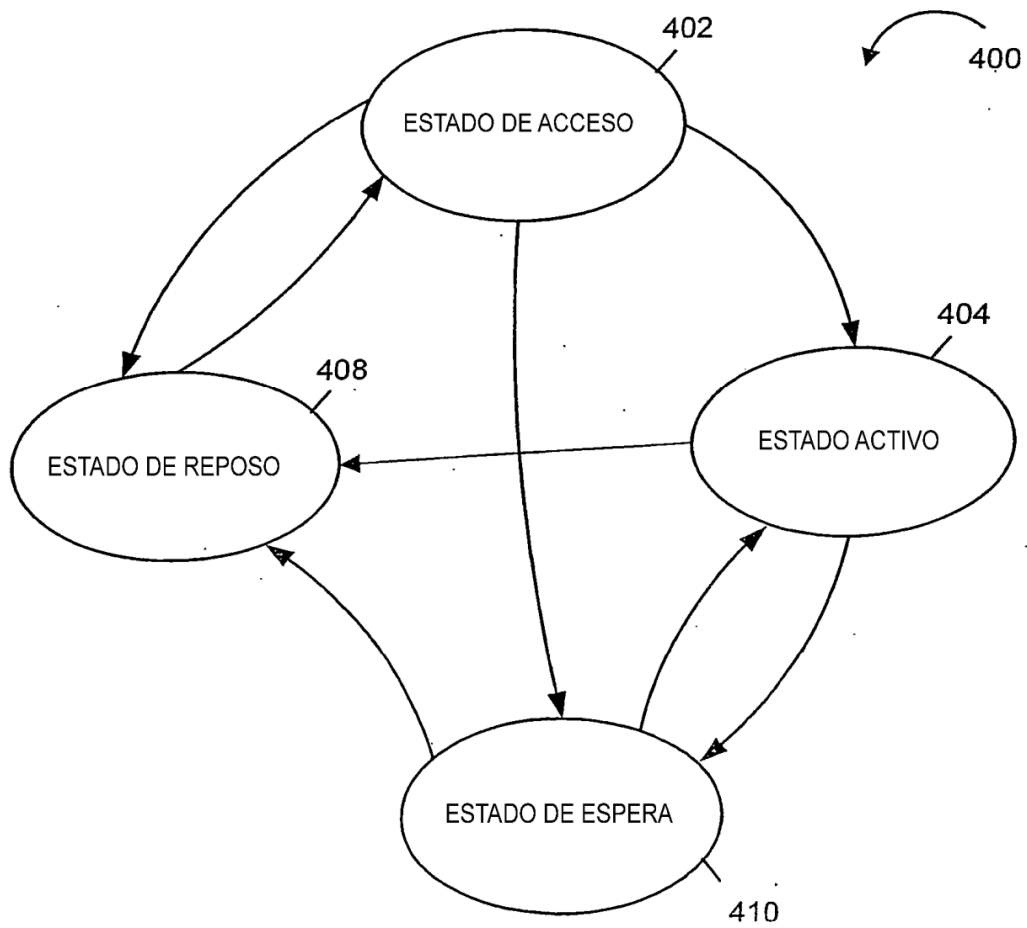 402
400
ESTADO DE ACCESO
404
408
ESTADO ACTIVO
ESTADO DE REPOSO
ESTADO DE ESPERA
410